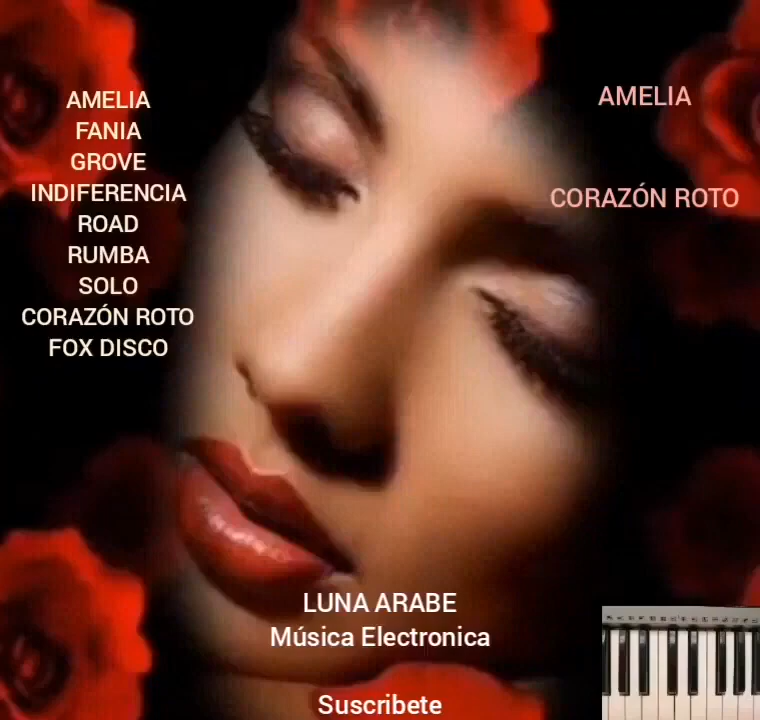 AMELIA
FANIA
GROVE
INDIFERENCIA
ROAD
RUMBA
SOLO
CORAZÓN ROTO
FOX DISCO
AMELIA
CORAZÓN ROTO
LUNA ARABE
Música Electronica
Suscribete